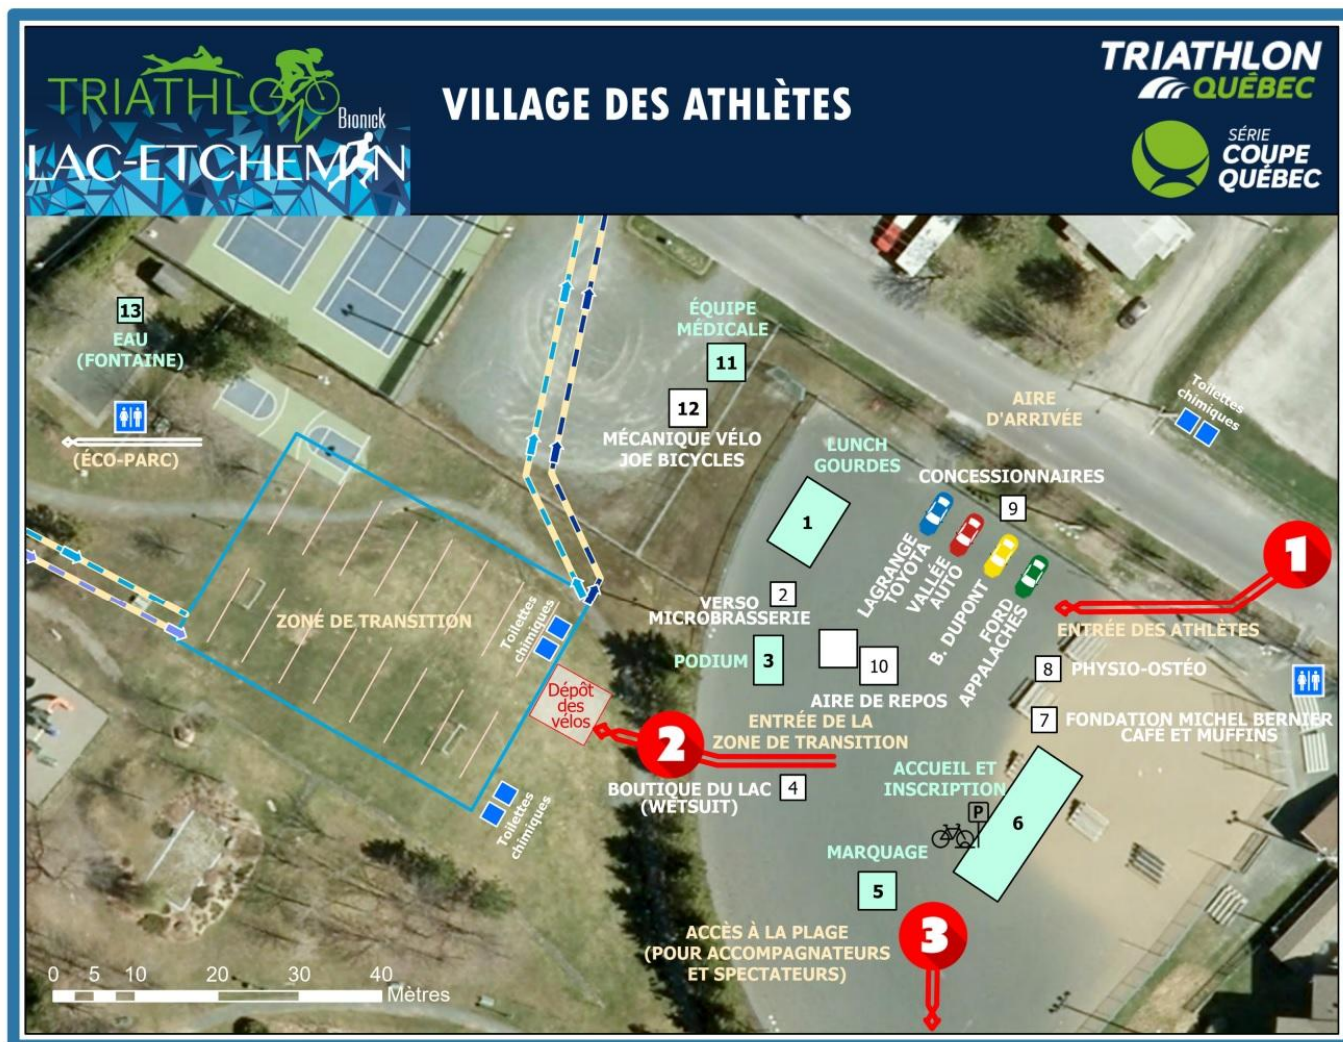 TRIATHLON
Bionick
LAC-ETCHEMIN
VILLAGE DES ATHLÈTES
TRIATHLON
QUÉBEC
SÉRIE
COUPE
QUÉBEC
13
EAU
(FONTAINE)
(ÉCO-PARC)
ÉQUIPE
MÉDICALE
11
12
MÉCANIQUE VÉLO
JOE BICYCLES
AIRE
D'ARRIVÉE
Toilettes
chimiques
LUNCH
GOURDES
1
CONCESSIONNAIRES
9
LAGRANGE
TOYOTA
VALLÉE
AUTO
B. DUPONT
FORD
APPALACHES
1
ENTRÉE DES ATHLÈTES
ZONE DE TRANSITION
Toilettes
chimiques
VERSO
MICROBRASSERIE
2
PODIUM
3
10
AIRE DE REPOS
8
PHYSIO-OSTÉO
7
FONDATION MICHEL BERNIER
CAFÉ ET MUFFINS
Dépôt
des
vélos
2
ENTRÉE DE LA
ZONE DE TRANSITION
BOUTIQUE DU LAC
(WETSUIT)
4
Toilettes
chimiques
ACCUEIL ET
INSCRIPTION
P
6
MARQUAGE
5
3
ACCÈS À LA PLAGE
(POUR ACCOMPAGNATEURS
ET SPECTATEURS)
0 5 10 20 30 40
Mètres